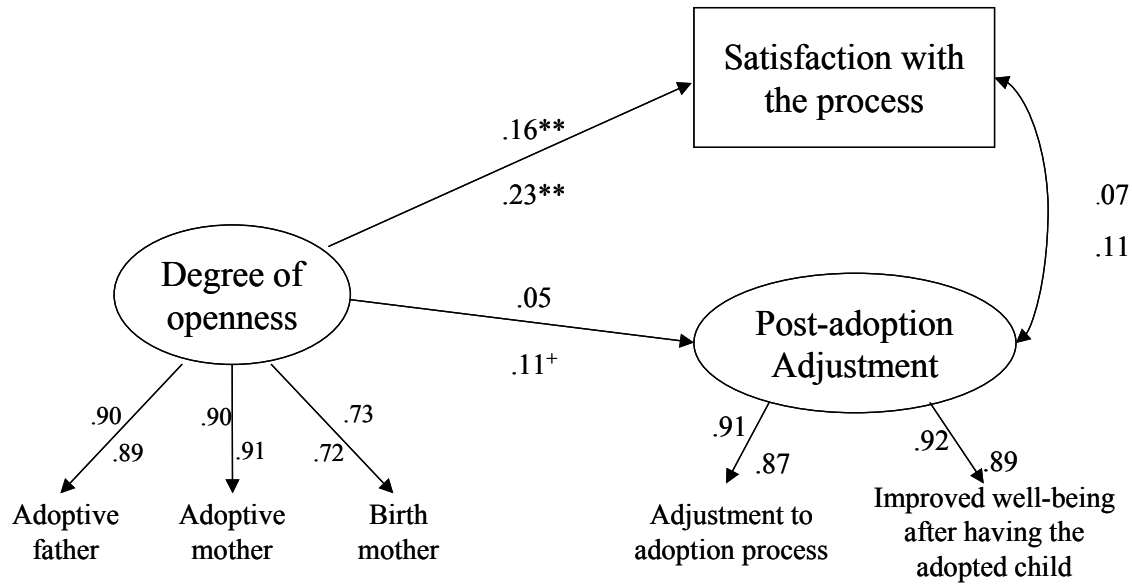 Satisfaction with
the process
.16**
.23**
.07
.11
Degree of
openness
.05
.11+
Post-adoption
Adjustment
.90
.89
.90
.91
.73
.72
.91
.87
.92
.89
Adoptive
father
Adoptive
mother
Birth
mother
Adjustment to
adoption process
Improved well-being
after having the
adopted child